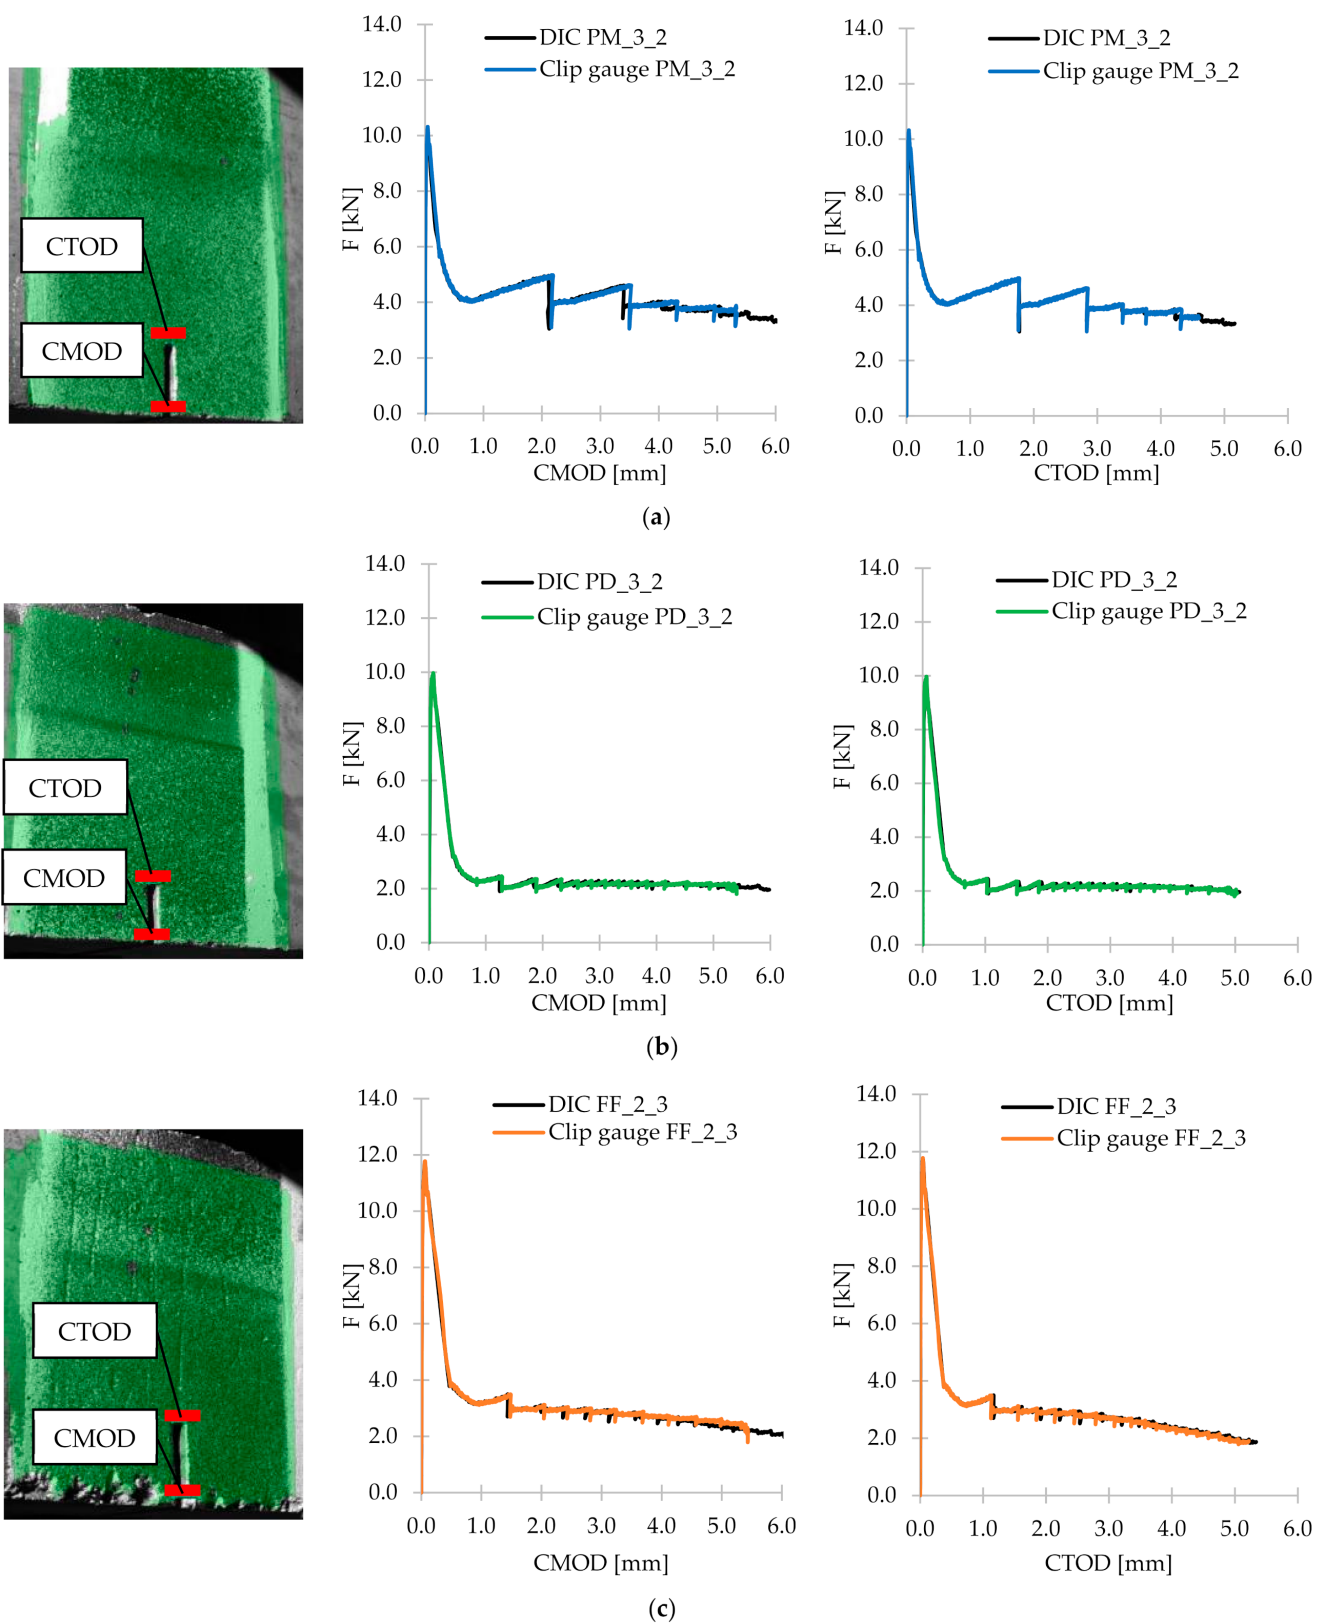 CTOD
CMOD
14.0
12.0
10.0
8.0
6.0
4.0
2.0
0.0
F [kN]
DIC PM_3_2
Clip gauge PM_3_2
0.0 1.0 2.0 3.0 4.0 5.0 6.0
CMOD [mm]
14.0
12.0
10.0
8.0
6.0
4.0
2.0
0.0
F [kN]
DIC PM_3_2
Clip gauge PM_3_2
0.0 1.0 2.0 3.0 4.0 5.0 6.0
CTOD [mm]
(a)
CTOD
CMOD
14.0
12.0
10.0
8.0
6.0
4.0
2.0
0.0
F [kN]
DIC PD_3_2
Clip gauge PD_3_2
0.0 1.0 2.0 3.0 4.0 5.0 6.0
CMOD [mm]
14.0
12.0
10.0
8.0
6.0
4.0
2.0
0.0
F [kN]
DIC PD_3_2
Clip gauge PD_3_2
0.0 1.0 2.0 3.0 4.0 5.0 6.0
CTOD [mm]
(b)
CTOD
CMOD
14.0
12.0
10.0
8.0
6.0
4.0
2.0
0.0
F [kN]
DIC FF_2_3
Clip gauge FF_2_3
0.0 1.0 2.0 3.0 4.0 5.0 6.0
CMOD [mm]
14.0
12.0
10.0
8.0
6.0
4.0
2.0
0.0
F [kN]
DIC FF_2_3
Clip gauge FF_2_3
0.0 1.0 2.0 3.0 4.0 5.0 6.0
CTOD [mm]
(c)